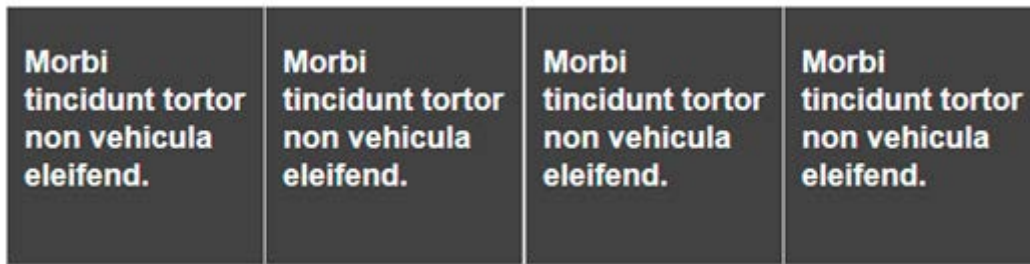 Morbi
tincidunt tortor
non vehicula
eleifend.
Morbi
tincidunt tortor
non vehicula
eleifend.
Morbi
tincidunt tortor
non vehicula
eleifend.
Morbi
tincidunt tortor
non vehicula
eleifend.